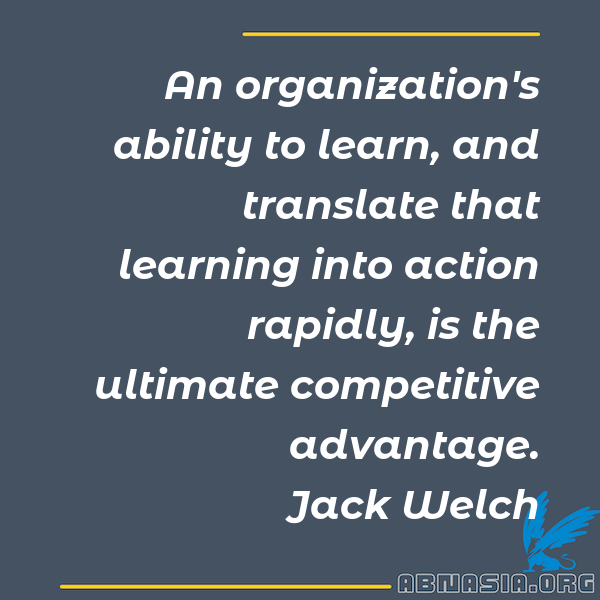 An organization's
ability to learn, and
translate that
learning into action
rapidly, is the
ultimate competitive
advantage.
Jack Welch
ABNASIA.ORG